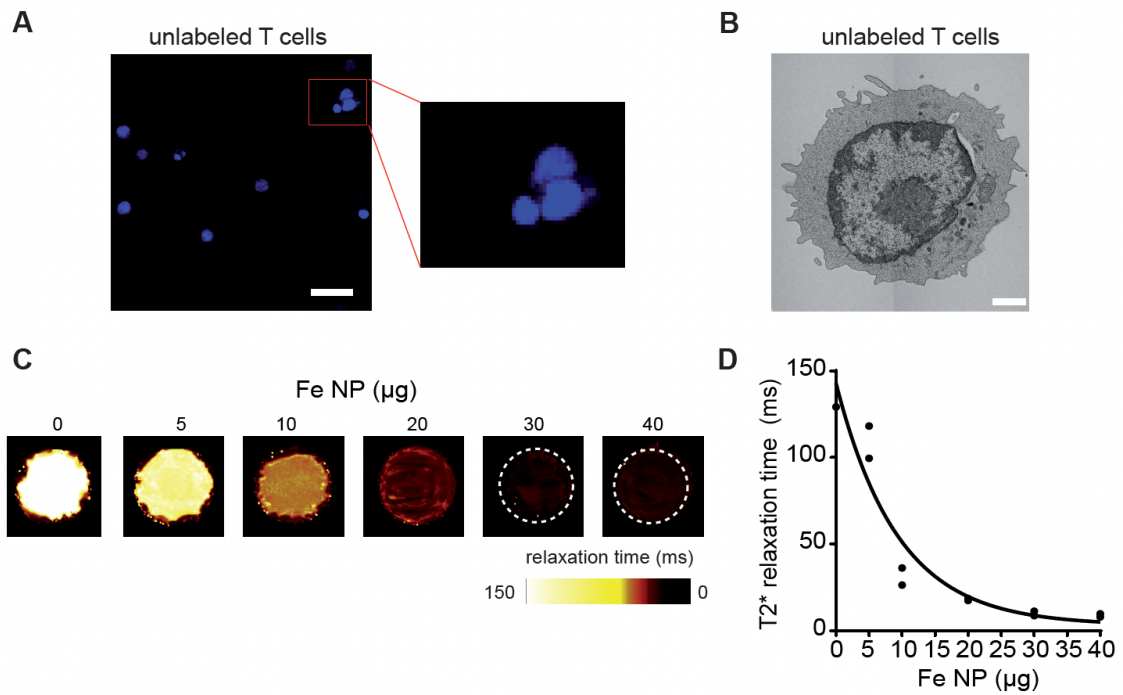 A
unlabeled T cells
B
unlabeled T cells
C
Fe NP (µg)
0 5 10 20 30 40
relaxation time (ms)
150 0
D
T2* relaxation time (ms)
150
100
50
0
0 5 10 15 20 25 30 35 40
Fe NP (µg)